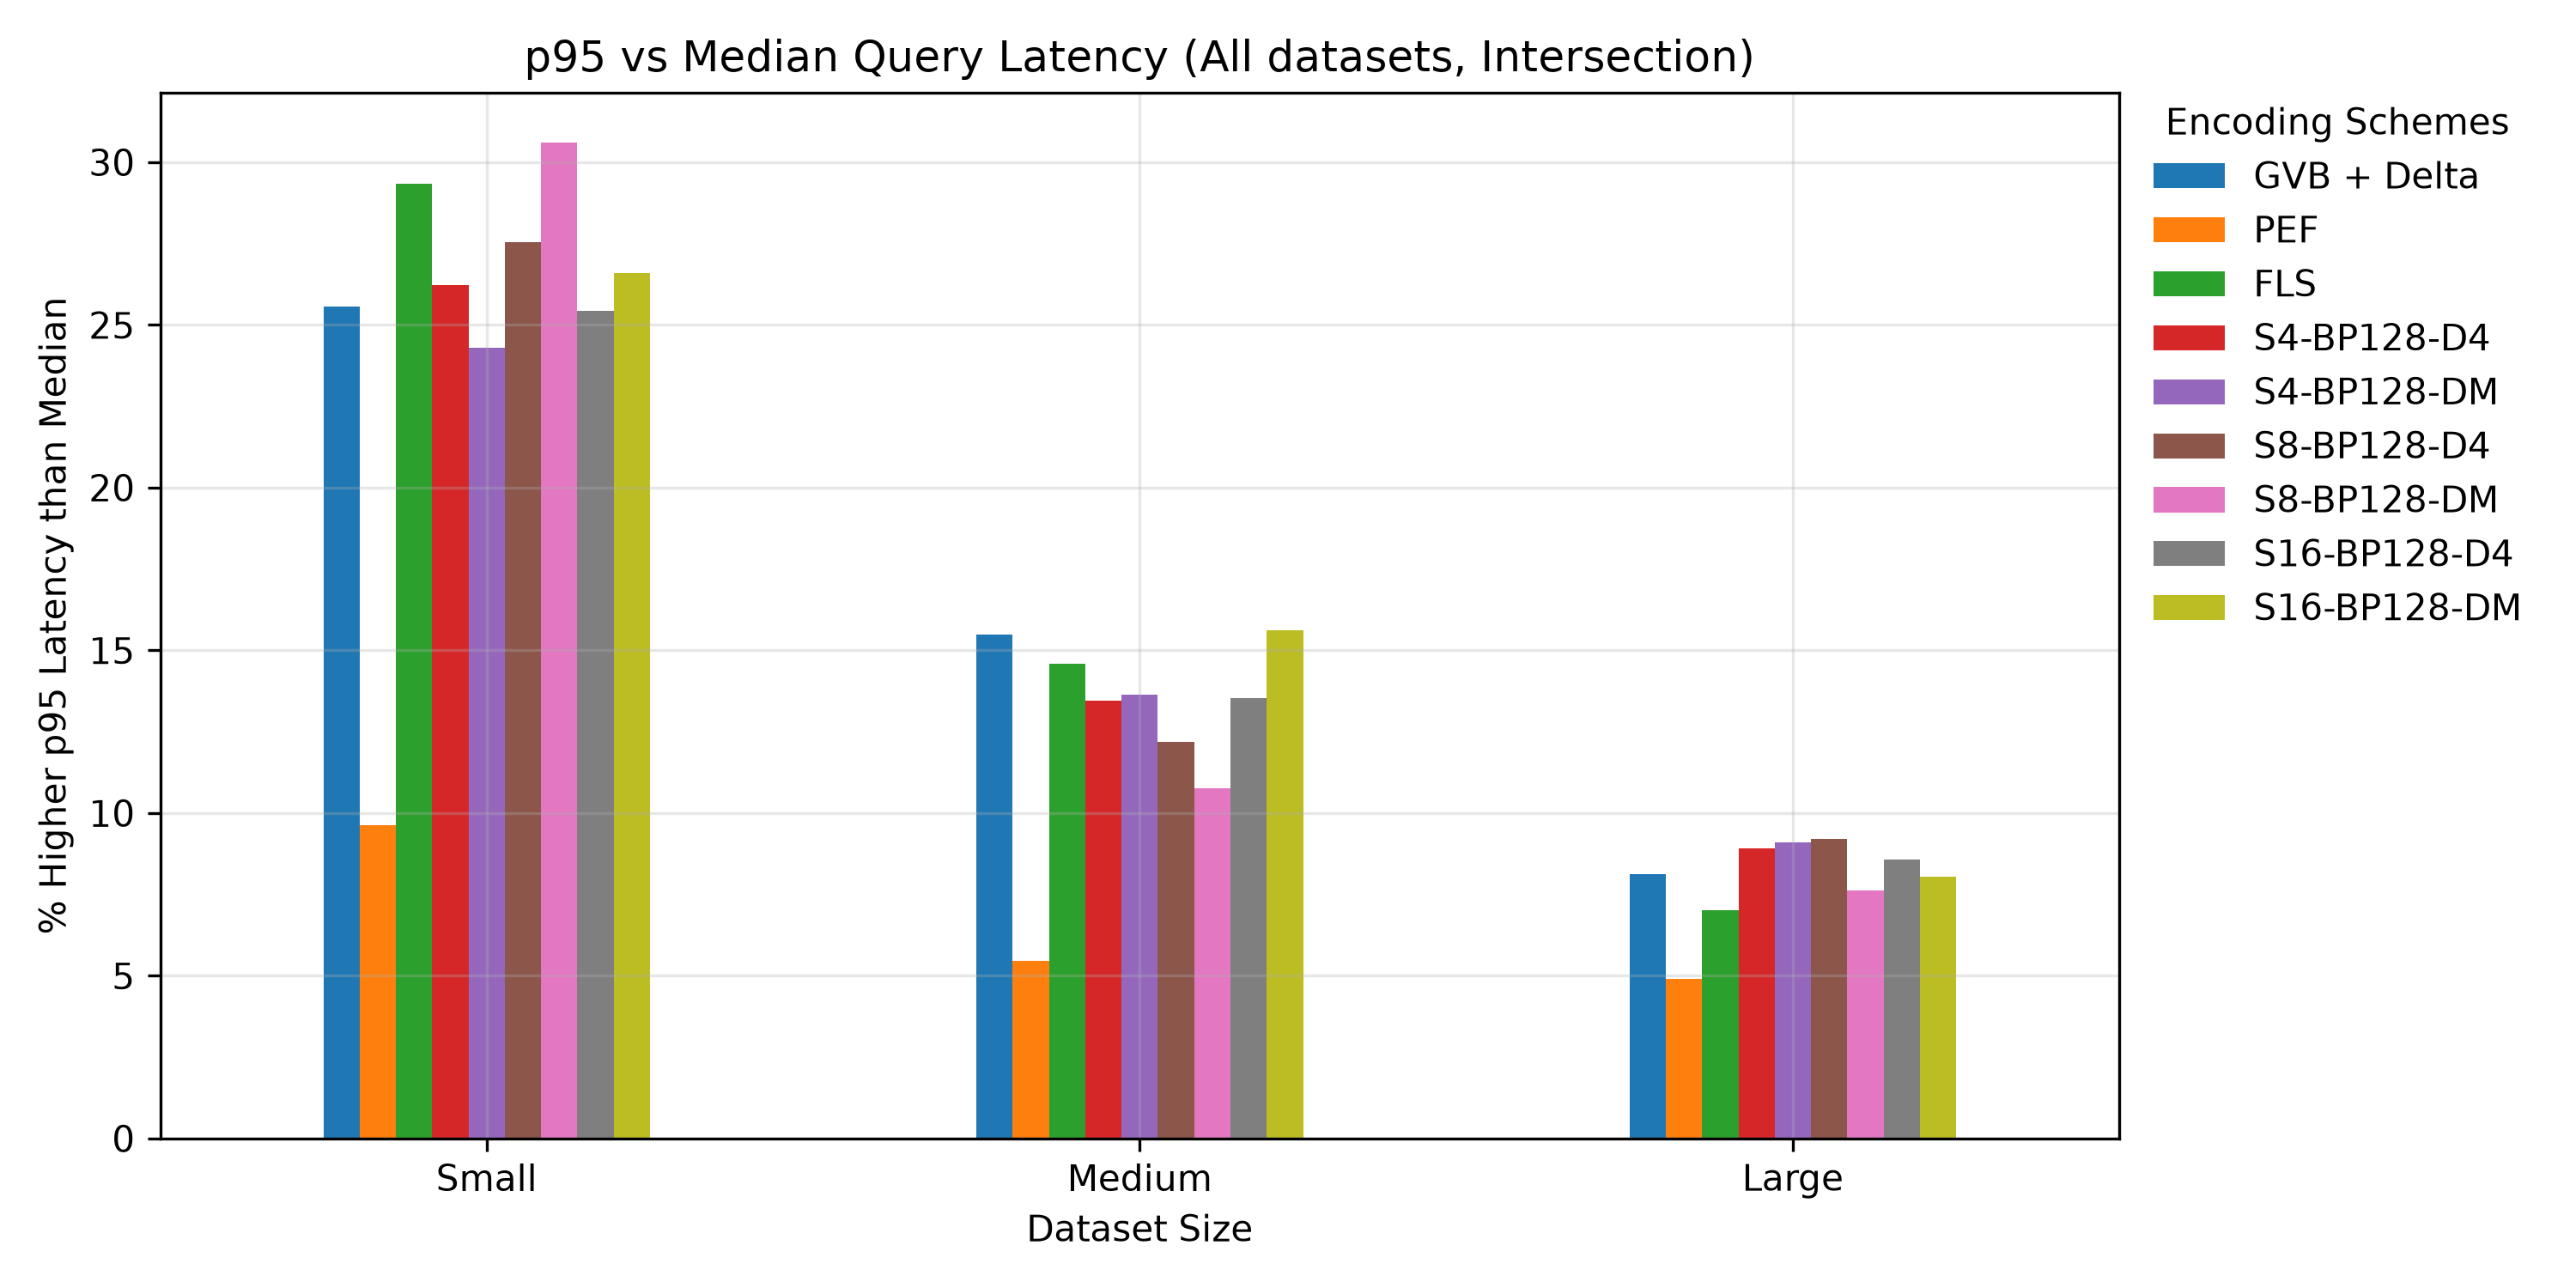 p95 vs Median Query Latency (All datasets, Intersection)
% Higher p95 Latency than Median
30
25
20
15
10
5
0
Small
Medium
Large
Dataset Size
Encoding Schemes
GVB + Delta
PEF
FLS
S4-BP128-D4
S4-BP128-DM
S8-BP128-D4
S8-BP128-DM
S16-BP128-D4
S16-BP128-DM